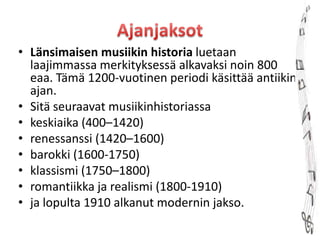 Ajanjaksot
• Länsimaisen musiikin historia luetaan
laajimmassa merkityksessä alkavaksi noin 800
eaa. Tämä 1200-vuotinen periodi käsittää antiikin
ajan.
• Sitä seuraavat musiikinhistoriassa
• keskiaika (400–1420)
• renessanssi (1420–1600)
• barokki (1600-1750)
• klassismi (1750–1800)
• romantiikka ja realismi (1800-1910)
• ja lopulta 1910 alkanut modernin jakso.